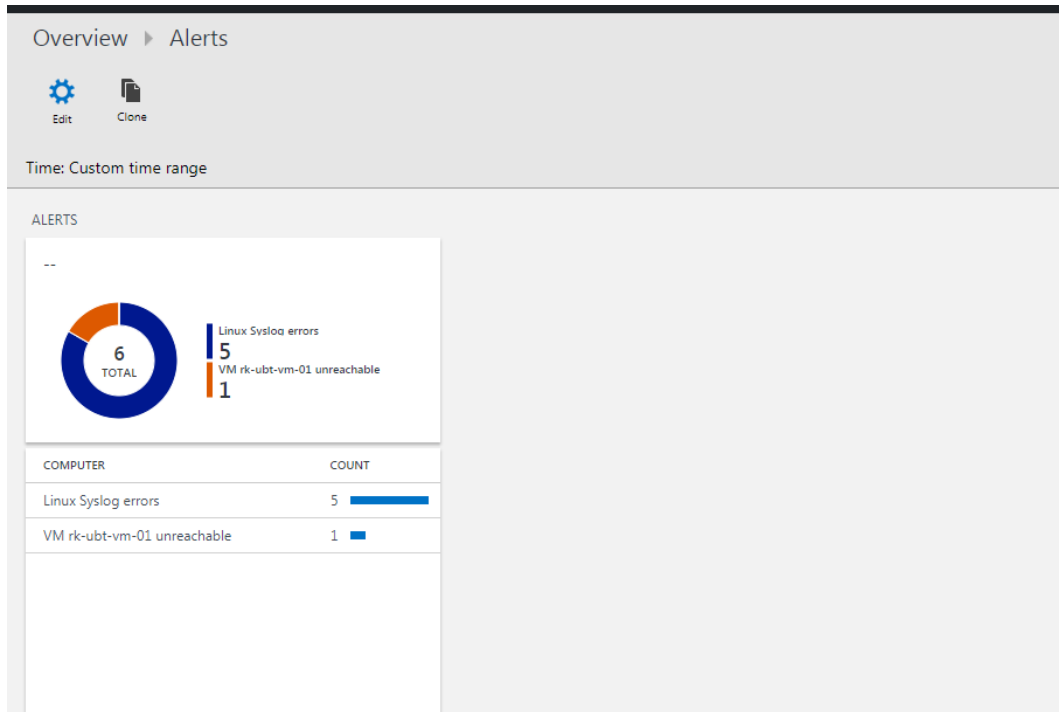 Overview Alerts
Edit Clone
Time: Custom time range
ALERTS
--
Linux Syslog errors
5
VM rk-ubt-vm-01 unreachable
1
6
TOTAL
COMPUTER COUNT
Linux Syslog errors 5
VM rk-ubt-vm-01 unreachable 1